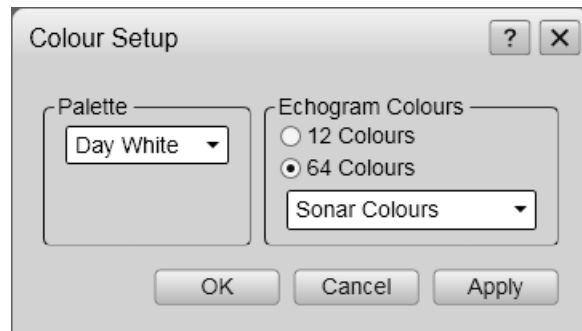 Colour Setup
?
Palette
Day White
Echogram Colours
12 Colours
64 Colours
Sonar Colours
OK
Cancel
Apply